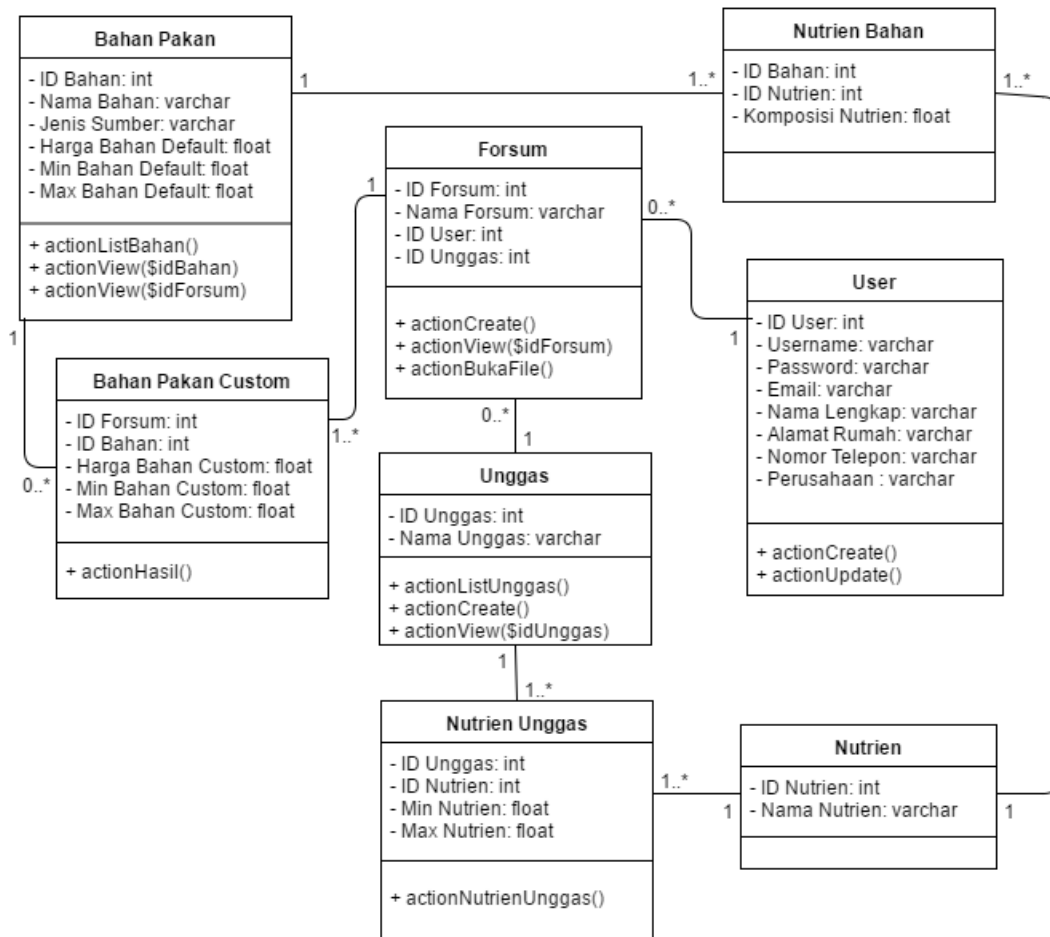 Bahan Pakan
- ID Bahan: int
- Nama Bahan: varchar
- Jenis Sumber: varchar
- Harga Bahan Default: float
- Min Bahan Default: float
- Max Bahan Default: float
+ actionListBahan()
+ actionView($idBahan)
+ actionView($idForsum)
1
1..*
Nutrien Bahan
- ID Bahan: int
- ID Nutrien: int
- Komposisi Nutrien: float
1..*
Forsum
- ID Forsum: int
- Nama Forsum: varchar
- ID User: int
- ID Unggas: int
+ actionCreate()
+ actionView($idForsum)
+ actionBukaFile()
1
0..*
User
- ID User: int
- Username: varchar
- Password: varchar
- Email: varchar
- Nama Lengkap: varchar
- Alamat Rumah: varchar
- Nomor Telepon: varchar
- Perusahaan : varchar
+ actionCreate()
+ actionUpdate()
1
1
Bahan Pakan Custom
- ID Forsum: int
- ID Bahan: int
- Harga Bahan Custom: float
- Min Bahan Custom: float
- Max Bahan Custom: float
+ actionHasil()
0..*
1..*
0..*
1
Unggas
- ID Unggas: int
- Nama Unggas: varchar
+ actionListUnggas()
+ actionCreate()
+ actionView($idUnggas)
1
1..*
Nutrien Unggas
- ID Unggas: int
- ID Nutrien: int
- Min Nutrien: float
- Max Nutrien: float
+ actionNutrienUnggas()
1..*
1
Nutrien
- ID Nutrien: int
- Nama Nutrien: varchar
1